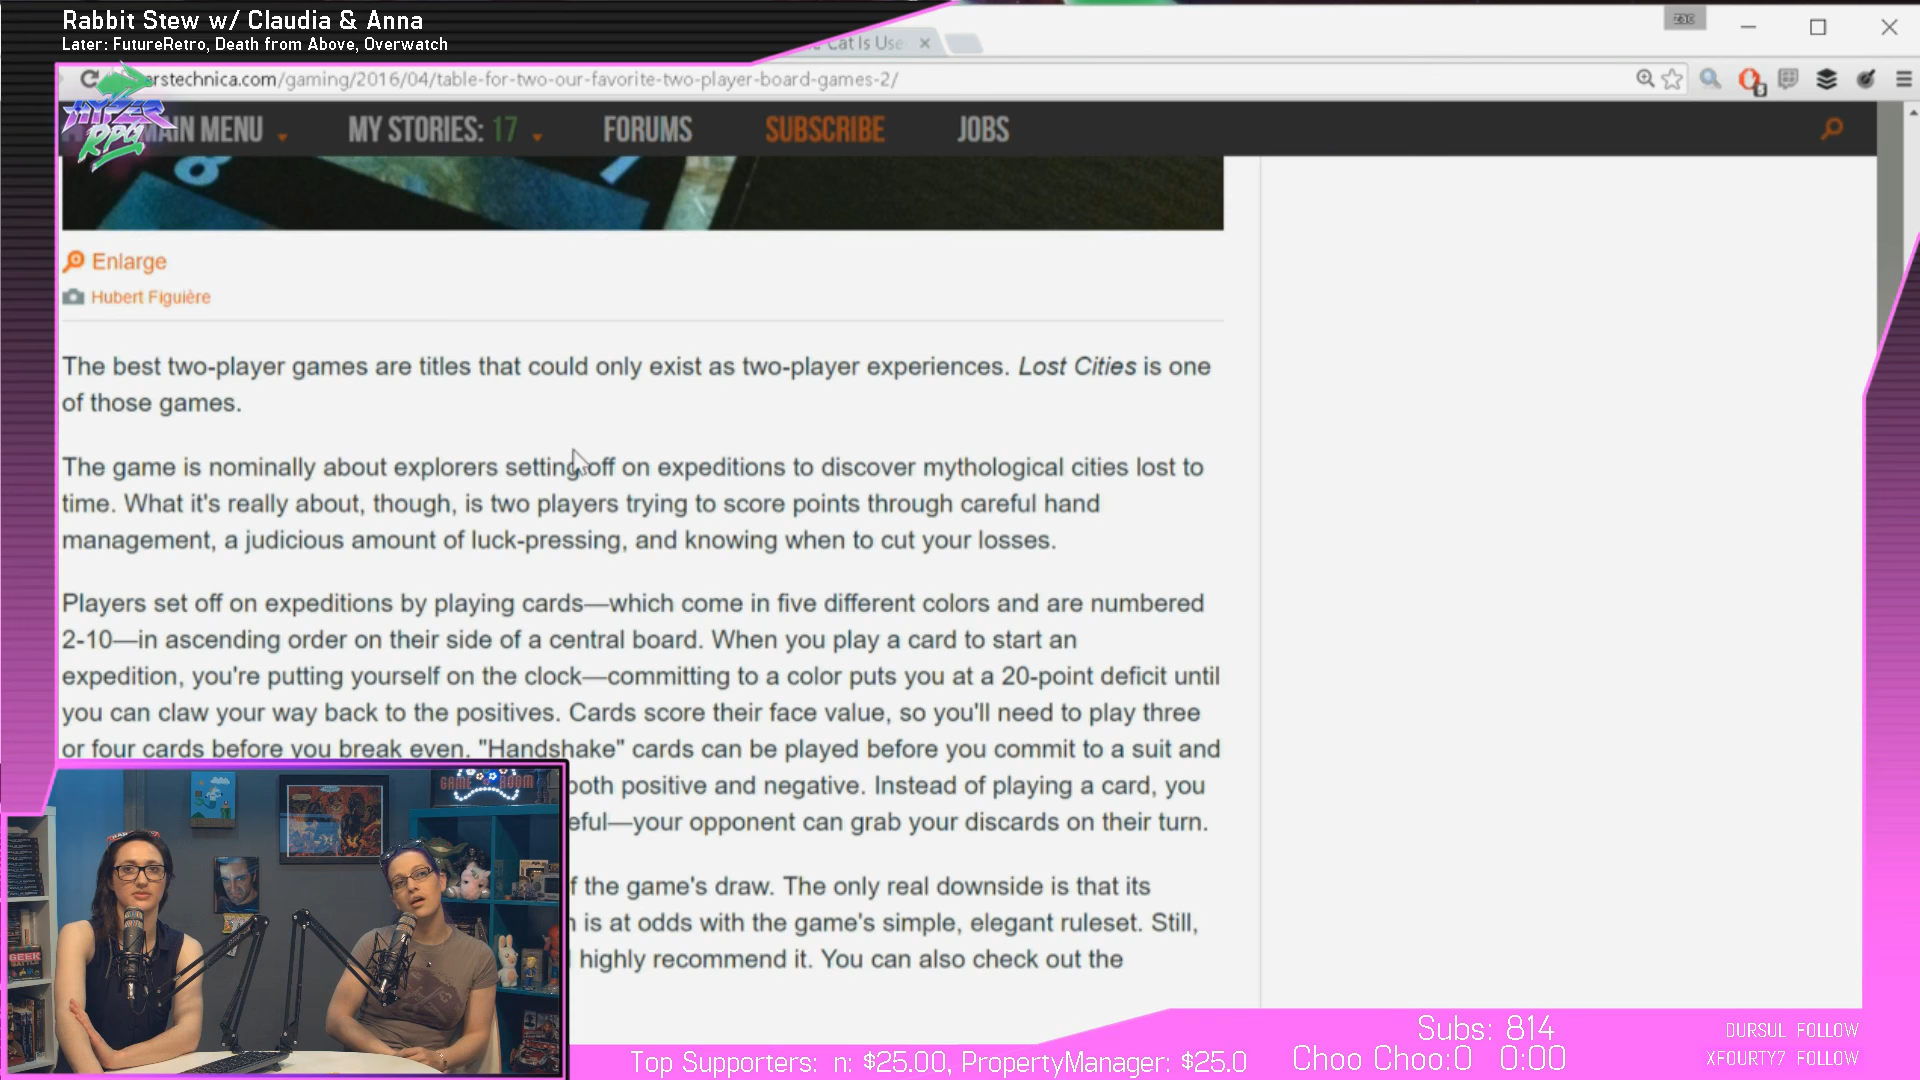 Rabbit Stew w/ Claudia & Anna
Later: FutureRetro, Death from Above, Overwatch
Cat Is Use
zac
rstechnica.com/gaming/2016/04/table-for-two-our-favorite-two-player-board-games-2/
HYPER RPG
AIN MENU
MY STORIES: 17
FORUMS
SUBSCRIBE
JOBS
Enlarge
Hubert Figuière
The best two-player games are titles that could only exist as two-player experiences. Lost Cities is one
of those games.
The game is nominally about explorers setting off on expeditions to discover mythological cities lost to
time. What it's really about, though, is two players trying to score points through careful hand
management, a judicious amount of luck-pressing, and knowing when to cut your losses.
Players set off on expeditions by playing cards—which come in five different colors and are numbered
2-10—in ascending order on their side of a central board. When you play a card to start an
expedition, you're putting yourself on the clock—committing to a color puts you at a 20-point deficit until
you can claw your way back to the positives. Cards score their face value, so you'll need to play three
or four cards before you break even. "Handshake" cards can be played before you commit to a suit and
both positive and negative. Instead of playing a card, you
eful—your opponent can grab your discards on their turn.
f the game's draw. The only real downside is that its
n is at odds with the game's simple, elegant ruleset. Still,
highly recommend it. You can also check out the
GAME ROOM
GEEK
BATTLE
Subs: 814
Top Supporters: n: $25.00, PropertyManager: $25.0
Choo Choo:0 0:00
DURSUL FOLLOW
XFOURTY7 FOLLOW